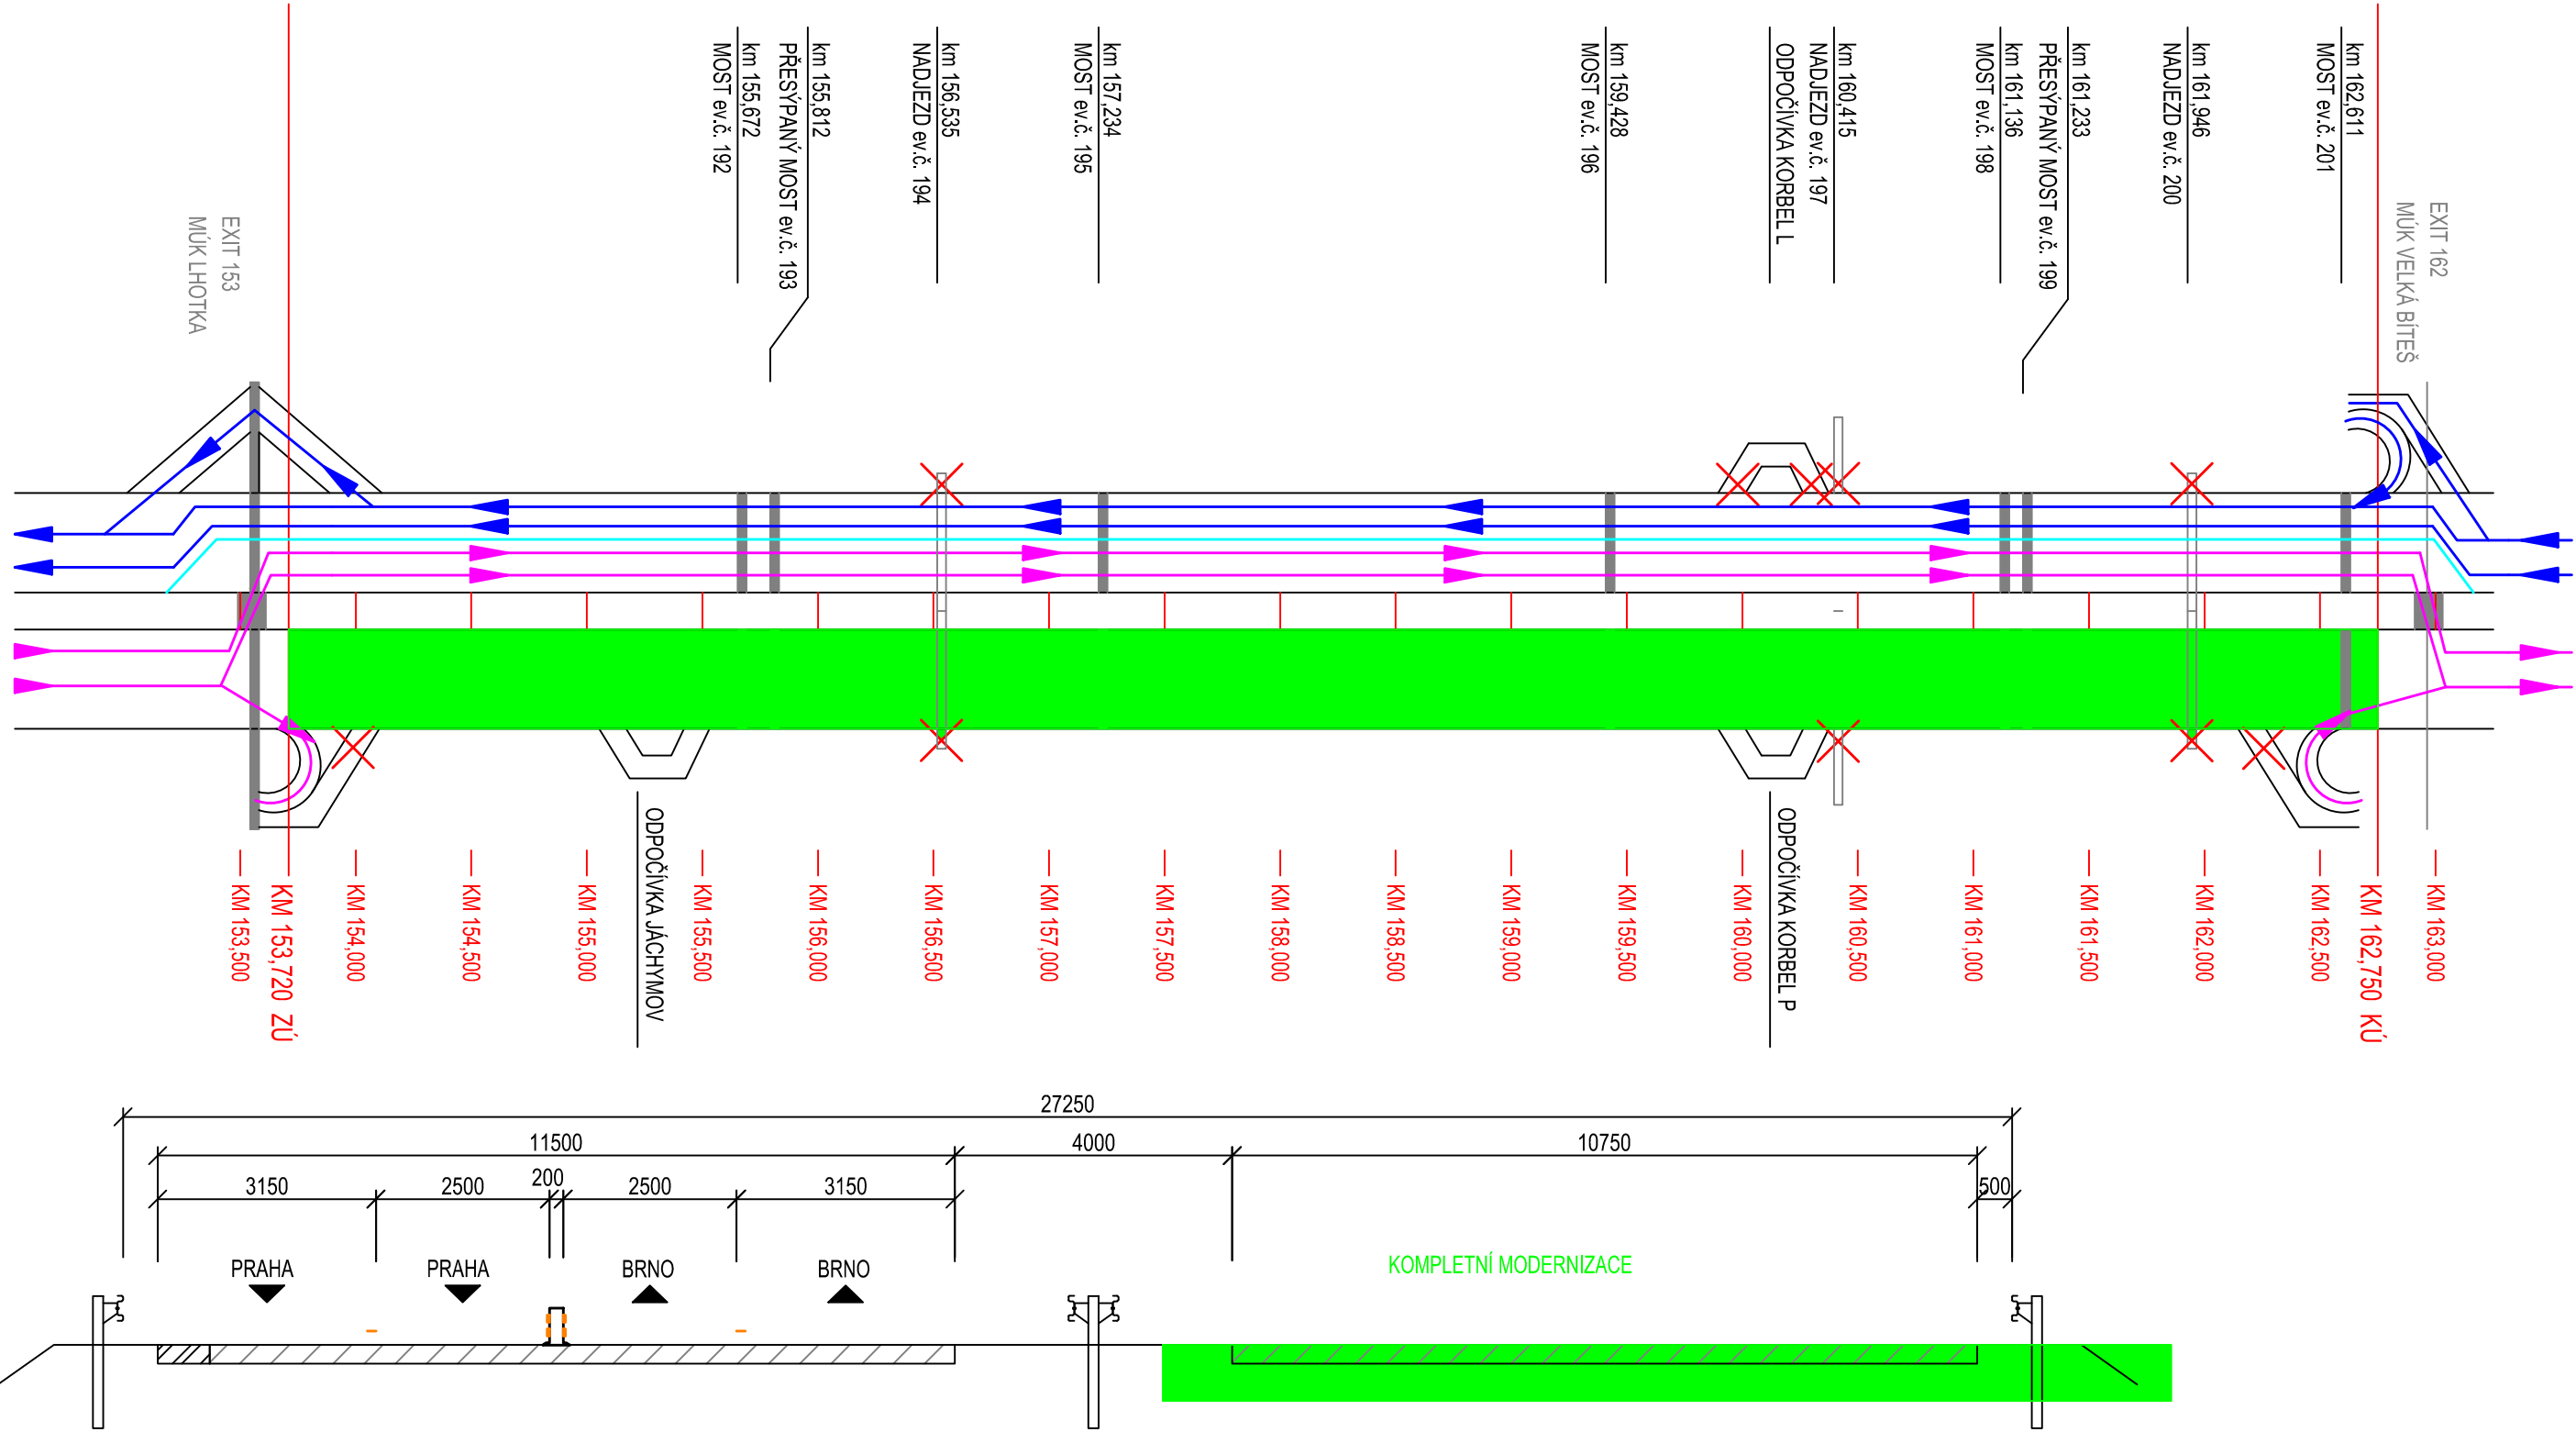 km 155,672
MOST ev.č. 192
km 155,812
PŘESÝPANÝ MOST ev.č. 193
km 156,535
NADJEZD ev.č. 194
km 157,234
MOST ev.č. 195
km 159,428
MOST ev.č. 196
ODPOČÍVKA KORBEL L
km 160,415
NADJEZD ev.č. 197
km 161,136
MOST ev.č. 198
km 161,233
PŘESÝPANÝ MOST ev.č. 199
km 161,946
NADJEZD ev.č. 200
km 162,611
MOST ev.č. 201
EXIT 153
MÚK LHOTKA
EXIT 162
MÚK VELKÁ BÍTEŠ
ODPOČÍVKA JÁCHYMOV
ODPOČÍVKA KORBEL P
KM 153,500
KM 153,720 ZÚ
KM 154,000
KM 154,500
KM 155,000
KM 155,500
KM 156,000
KM 156,500
KM 157,000
KM 157,500
KM 158,000
KM 158,500
KM 159,000
KM 159,500
KM 160,000
KM 160,500
KM 161,000
KM 161,500
KM 162,000
KM 162,500
KM 162,750 KÚ
KM 163,000
27250
11500 4000 10750
3150 2500 200 2500 3150 500
PRAHA PRAHA BRNO BRNO
KOMPLETNÍ MODERNIZACE